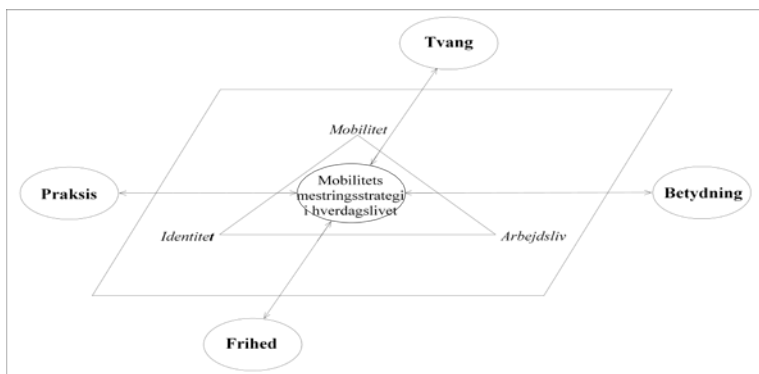 Tvang
Mobilitet
Praksis
Mobilitets
mestringsstrategi
i hverdagslivet
Betydning
Identitet
Arbejdsliv
Frihed